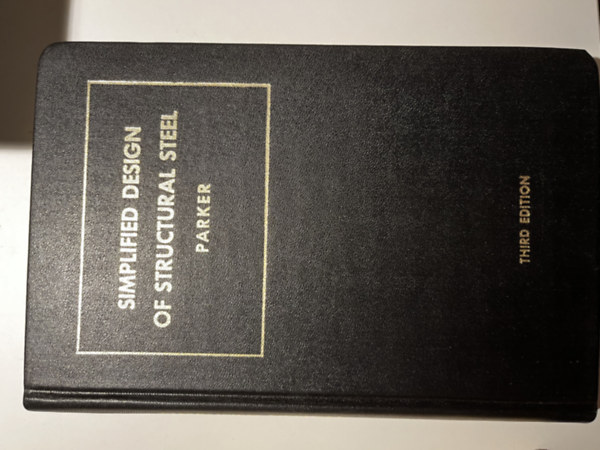 SIMPLIFIED DESIGN
OF STRUCTURAL STEEL
PARKER
THIRD EDITION